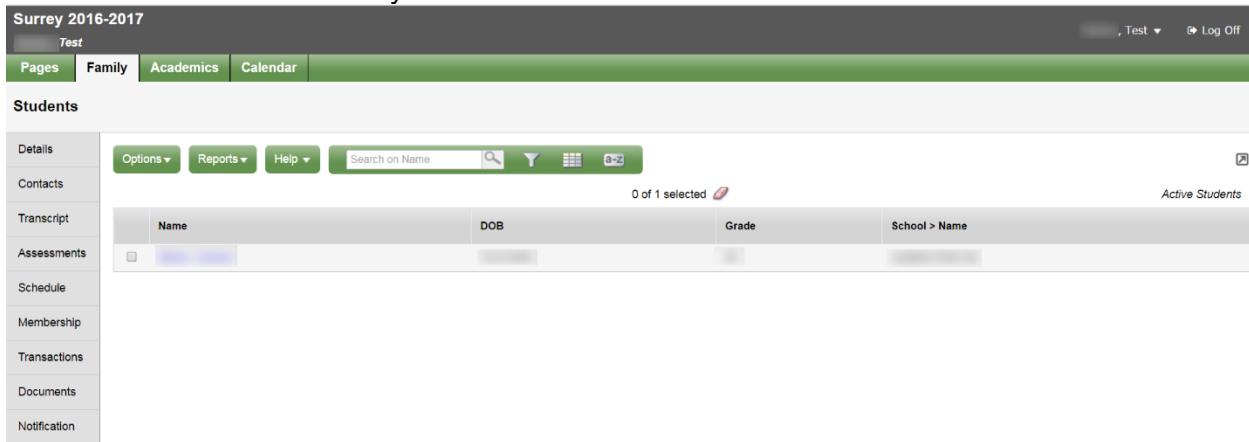 Surrey 2016-2017
Test
, Test Log Off
Pages Family Academics Calendar
Students
Details
Contacts
Transcript
Assessments
Schedule
Membership
Transactions
Documents
Notification
Options Reports Help Search on Name a-z
0 of 1 selected Active Students
Name DOB Grade School > Name